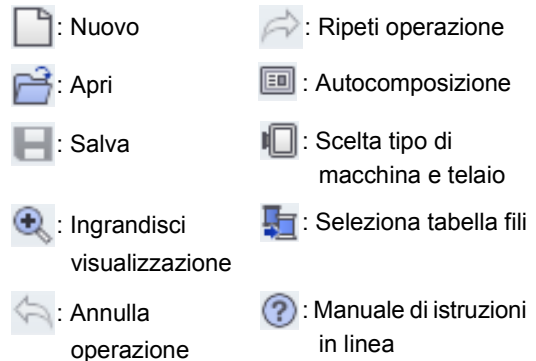 : Nuovo
: Apri
: Salva
: Ingrandisci
visualizzazione
: Annulla
operazione
: Ripeti operazione
: Autocomposizione
: Scelta tipo di
macchina e telaio
: Seleziona tabella fili
: Manuale di istruzioni
in linea